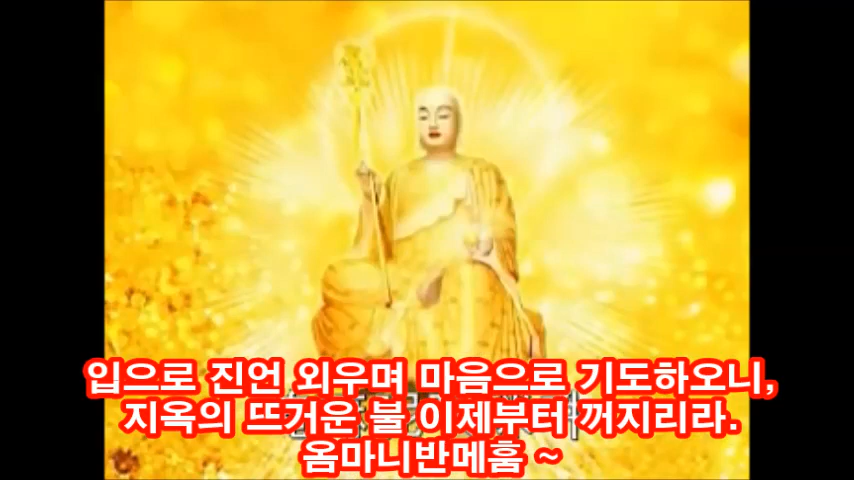 입으로 진언 외우며 마음으로 기도하오니,
지옥의 뜨거운 불 이제부터 꺼지리라.
옴마니반메훔 ~